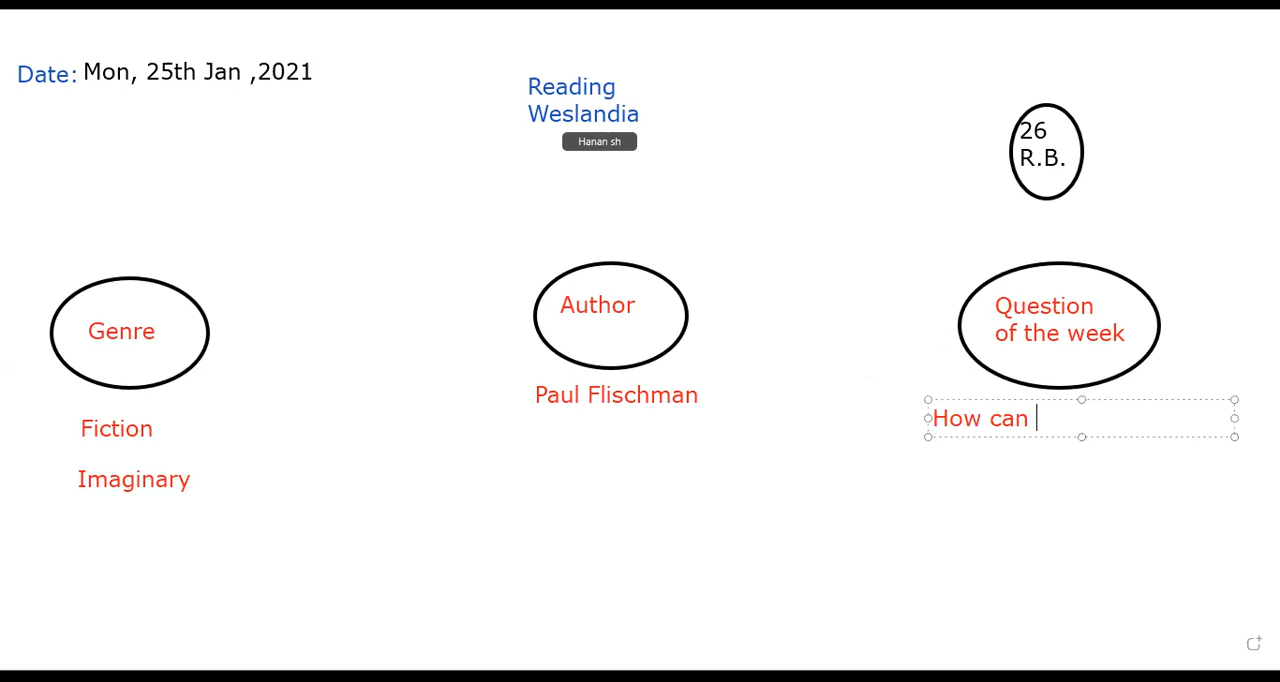 Date: Mon, 25th Jan ,2021
Reading
Weslandia
Hanan sh
26
R.B.
Genre
Fiction
Imaginary
Author
Paul Flischman
Question
of the week
How can